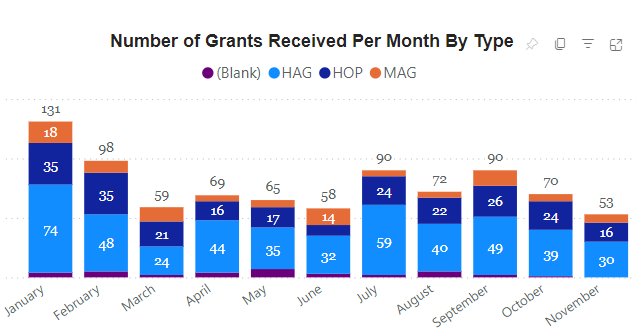 Number of Grants Received Per Month By Type
(Blank) HAG HOP MAG
131 98 59 69 65 58 90 72 90 70 53
18 14
35 35 21 16 17 24 22 26 24 16
74 48 24 44 35 32 59 40 49 39 30
January February March April May June July August September October November